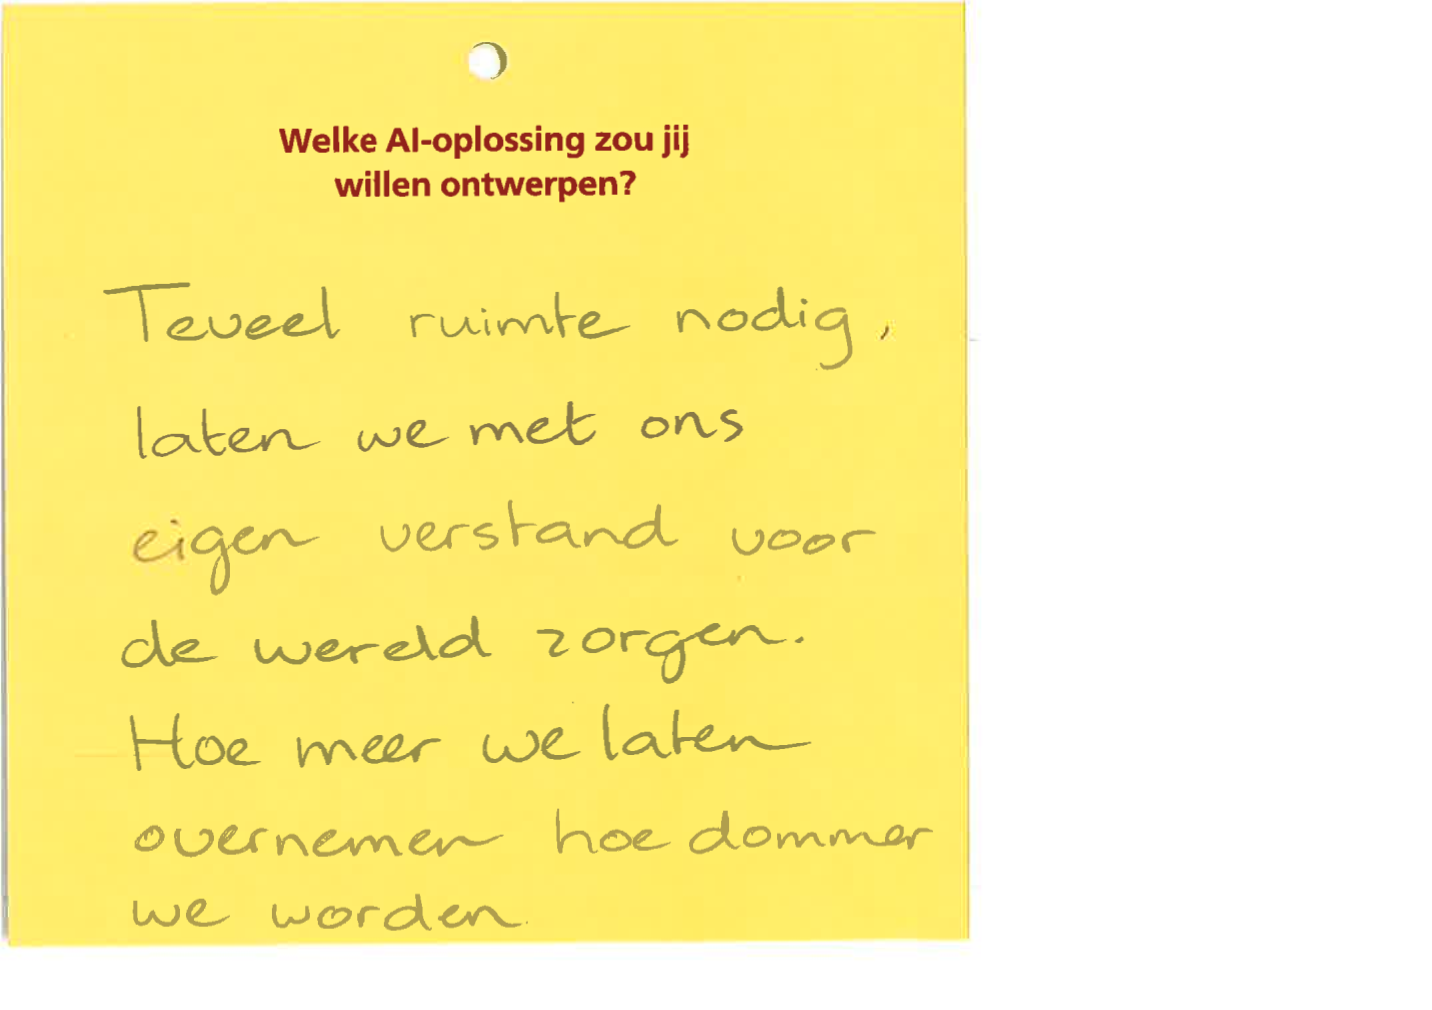 Welke AI-oplossing zou jij
willen ontwerpen?
Teveel ruimte nodig,
laten we met ons
eigen verstand voor
de wereld zorgen.
Hoe meer we laten
overnemen hoe dommer
we worden.